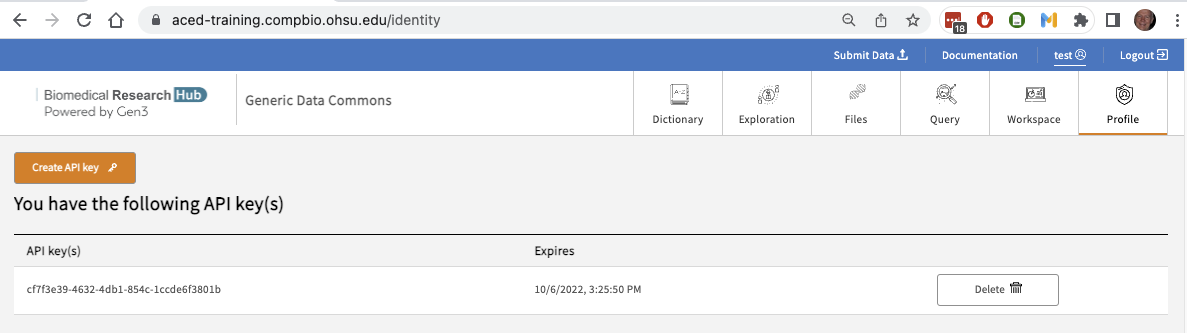 aced-training.compbio.ohsu.edu/identity
18
Submit Data
Documentation
test
Logout
Biomedical Research Hub
Powered by Gen3
Generic Data Commons
Dictionary
Exploration
Files
Query
Workspace
Profile
Create API key
You have the following API key(s)
API key(s) Expires
cf7f3e39-4632-4db1-854c-1ccde6f3801b 10/6/2022, 3:25:50 PM Delete